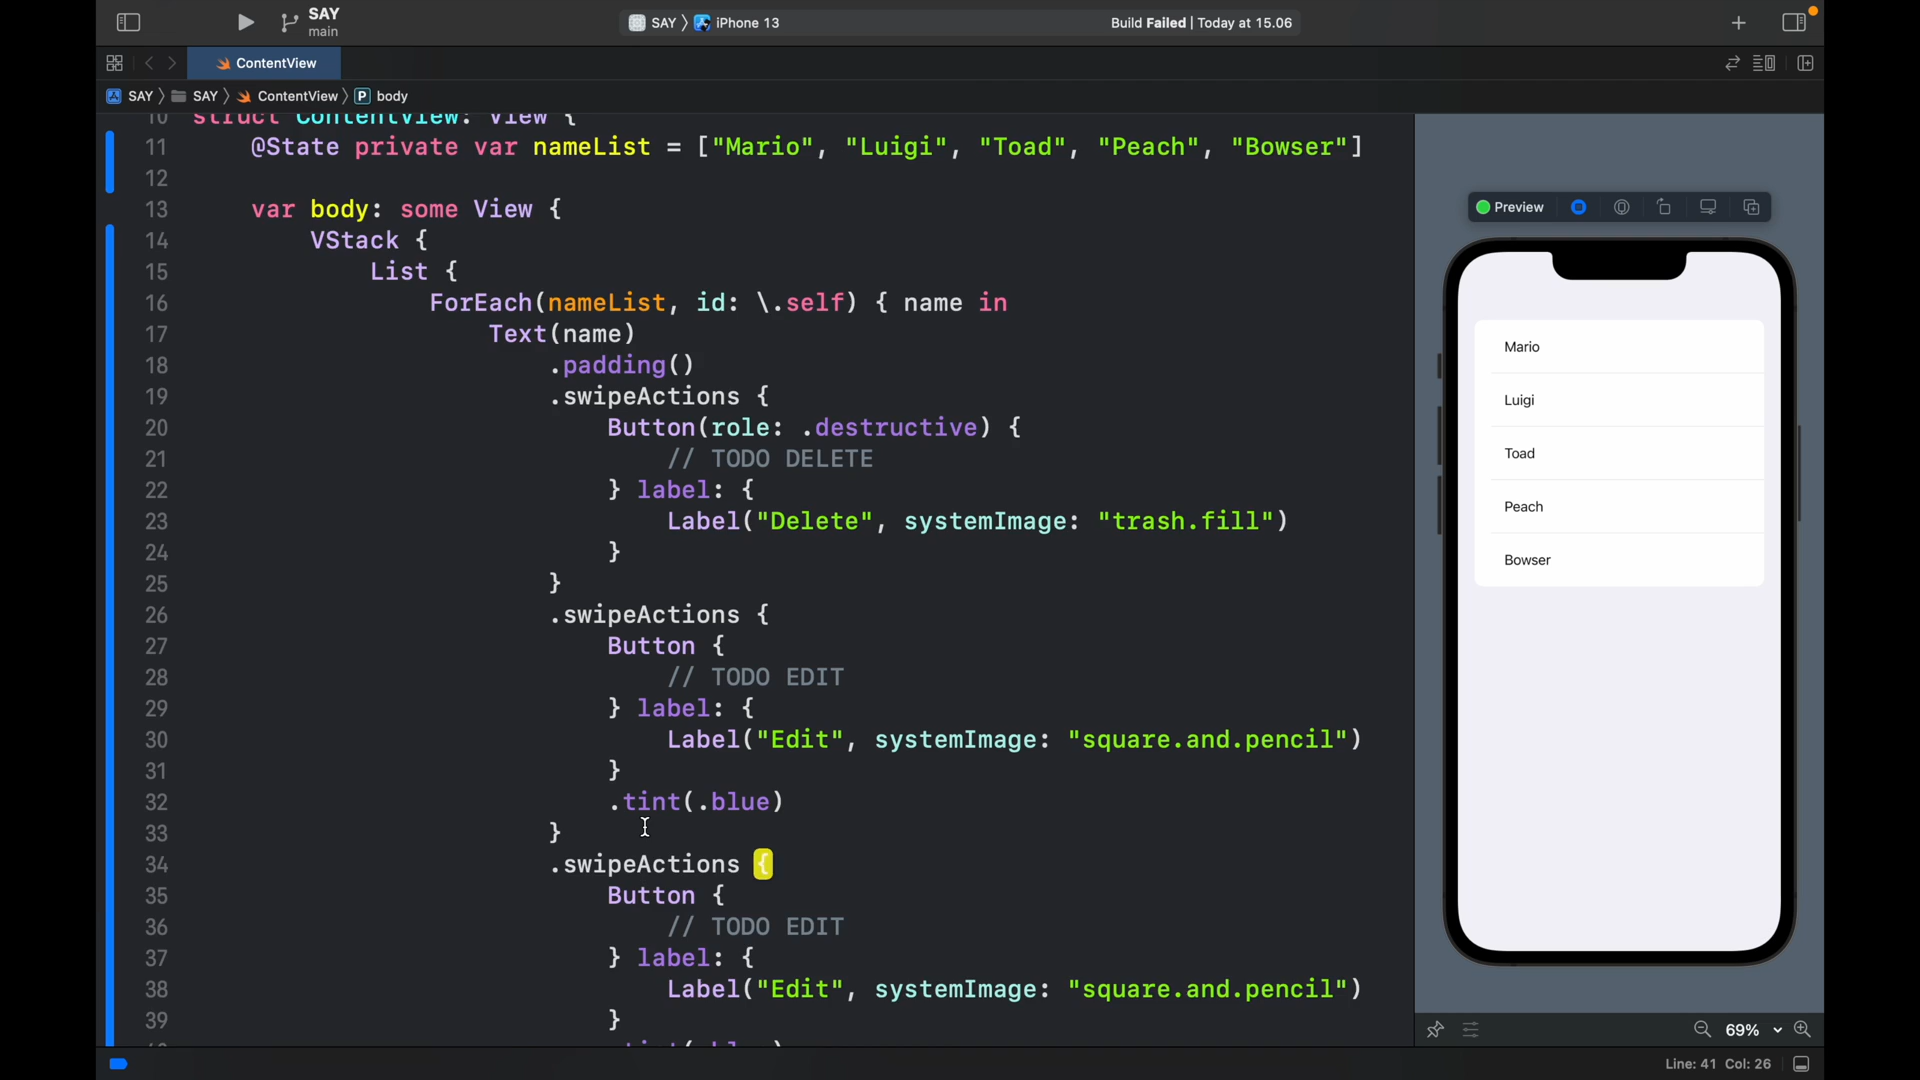 SAY
main
SAY
iPhone 13
Build Failed | Today at 15.06
ContentView
SAY
SAY
ContentView
P
body
10 struct ContentView: View {
11 @State private var nameList = ["Mario", "Luigi", "Toad", "Peach", "Bowser"]
12
13 var body: some View {
14 VStack {
15 List {
16 ForEach(nameList, id: \.self) { name in
17 Text(name)
18 .padding()
19 .swipeActions {
20 Button(role: .destructive) {
21 // TODO DELETE
22 } label: {
23 Label("Delete", systemImage: "trash.fill")
24 }
25 }
26 .swipeActions {
27 Button {
28 // TODO EDIT
29 } label: {
30 Label("Edit", systemImage: "square.and.pencil")
31 }
32 .tint(.blue)
33 }
34 .swipeActions {
35 Button {
36 // TODO EDIT
37 } label: {
38 Label("Edit", systemImage: "square.and.pencil")
39 }
Preview
Mario
Luigi
Toad
Peach
Bowser
69%
Line: 41 Col: 26